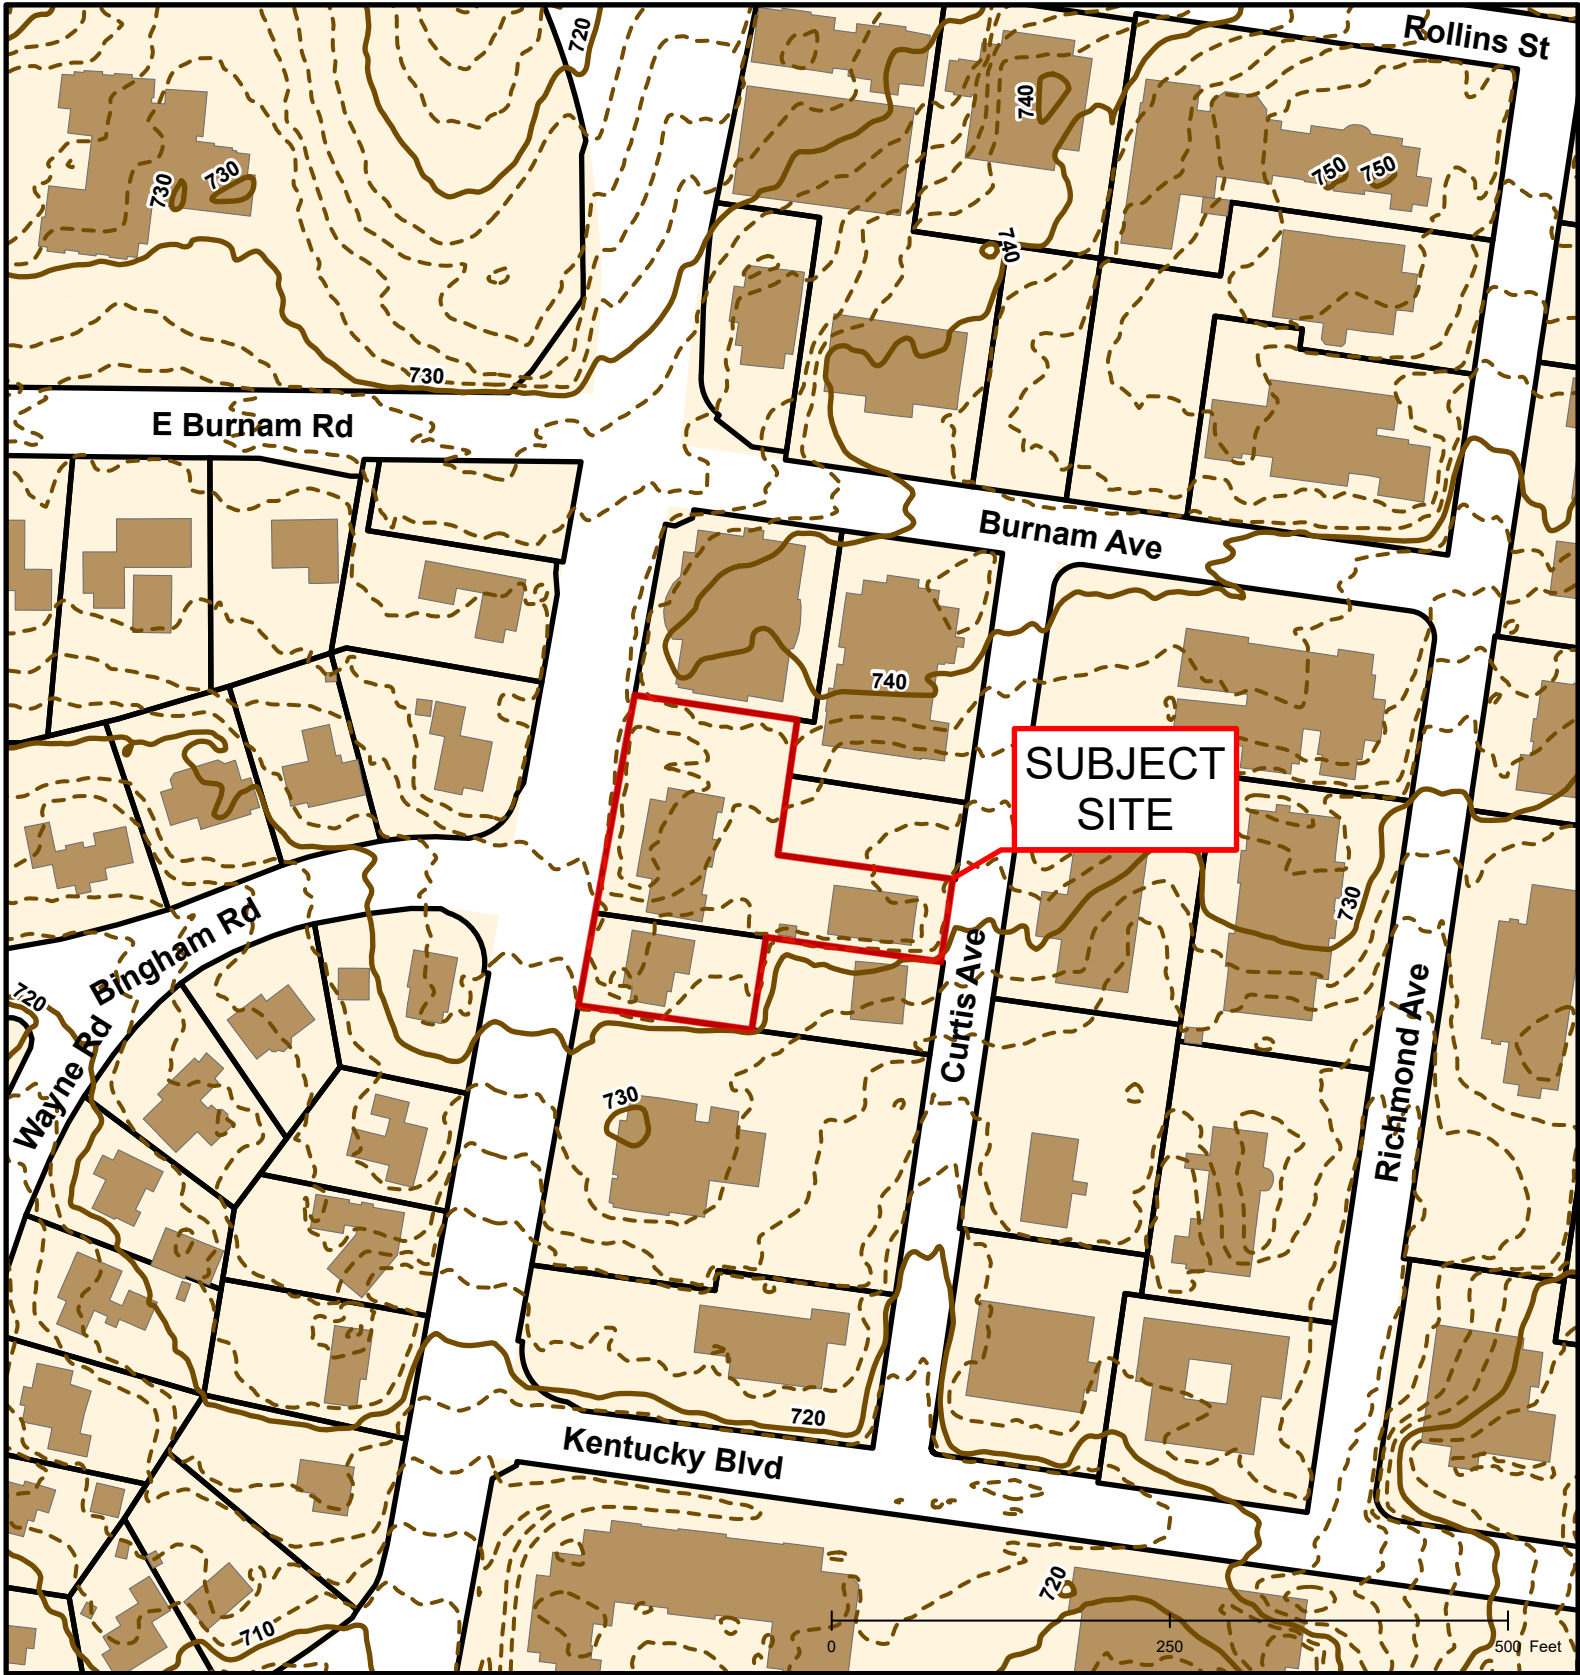 Rollins St
720
740
750
750
730
730
740
730
E Burnam Rd
Burnam Ave
740
SUBJECT
SITE
730
Bingham Rd
720
Wayne Rd
Curtis Ave
Richmond Ave
730
720
Kentucky Blvd
720
710
0
250
500 Feet